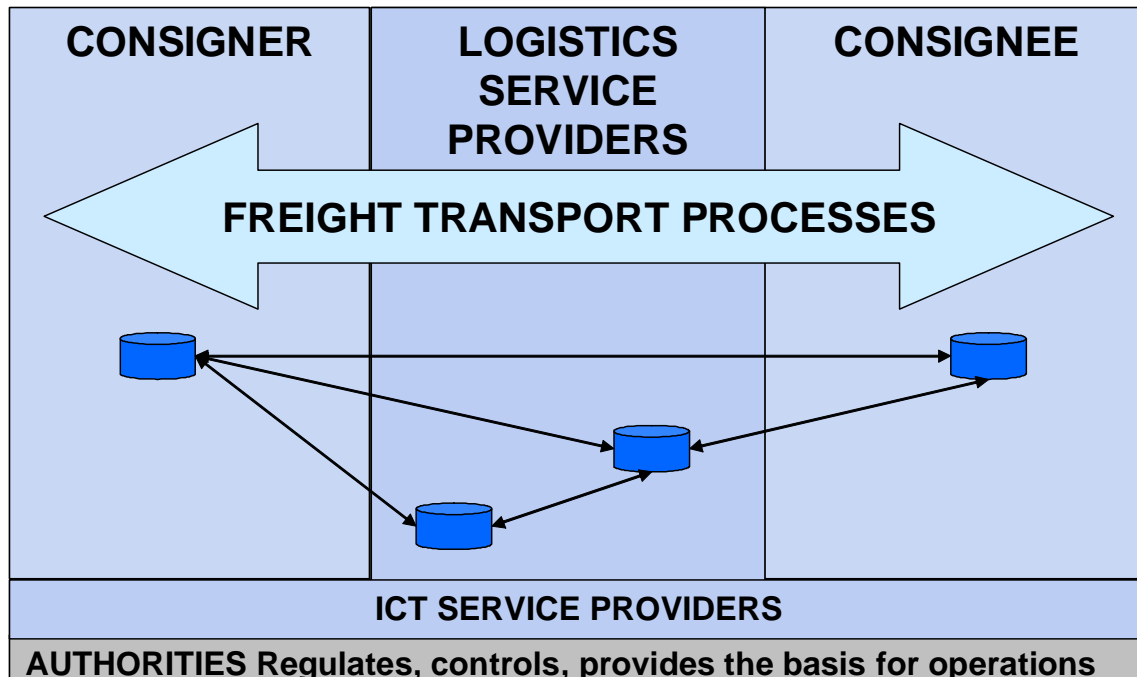 CONSIGNER
LOGISTICS
SERVICE
PROVIDERS
CONSIGNEE
FREIGHT TRANSPORT PROCESSES
ICT SERVICE PROVIDERS
AUTHORITIES Regulates, controls, provides the basis for operations